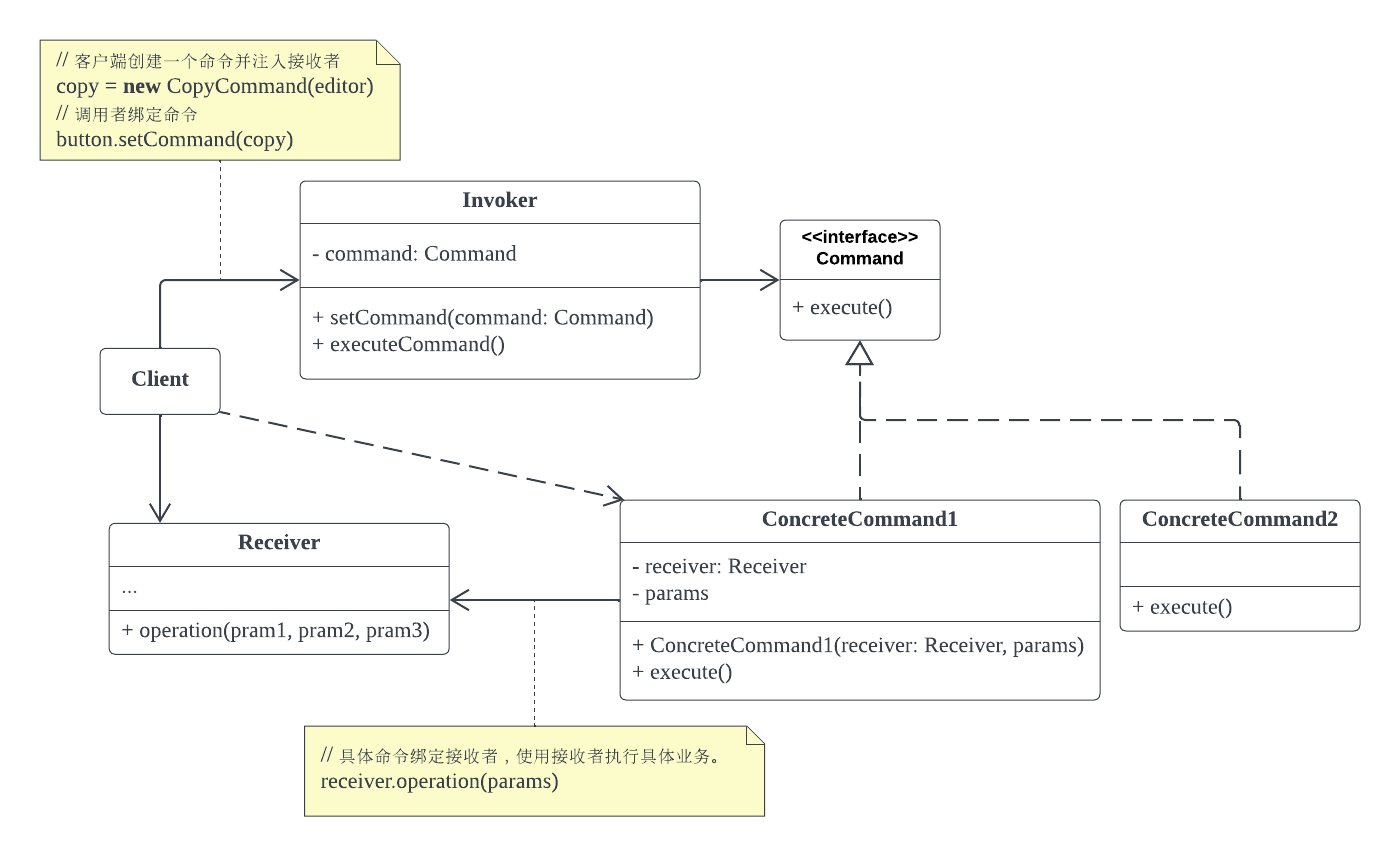 // 客户端创建一个命令并注入接收者
copy = new CopyCommand(editor)
// 调用者绑定命令
button.setCommand(copy)
Invoker
- command: Command
+ setCommand(command: Command)
+ executeCommand()
<<interface>>
Command
+ execute()
Client
Receiver
...
+ operation(pram1, pram2, pram3)
ConcreteCommand1
- receiver: Receiver
- params
+ ConcreteCommand1(receiver: Receiver, params)
+ execute()
ConcreteCommand2
+ execute()
// 具体命令绑定接收者，使用接收者执行具体业务。
receiver.operation(params)